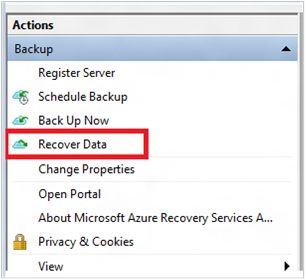 Actions
Backup
Register Server
Schedule Backup
Back Up Now
Recover Data
Change Properties
Open Portal
About Microsoft Azure Recovery Services A...
Privacy & Cookies
View